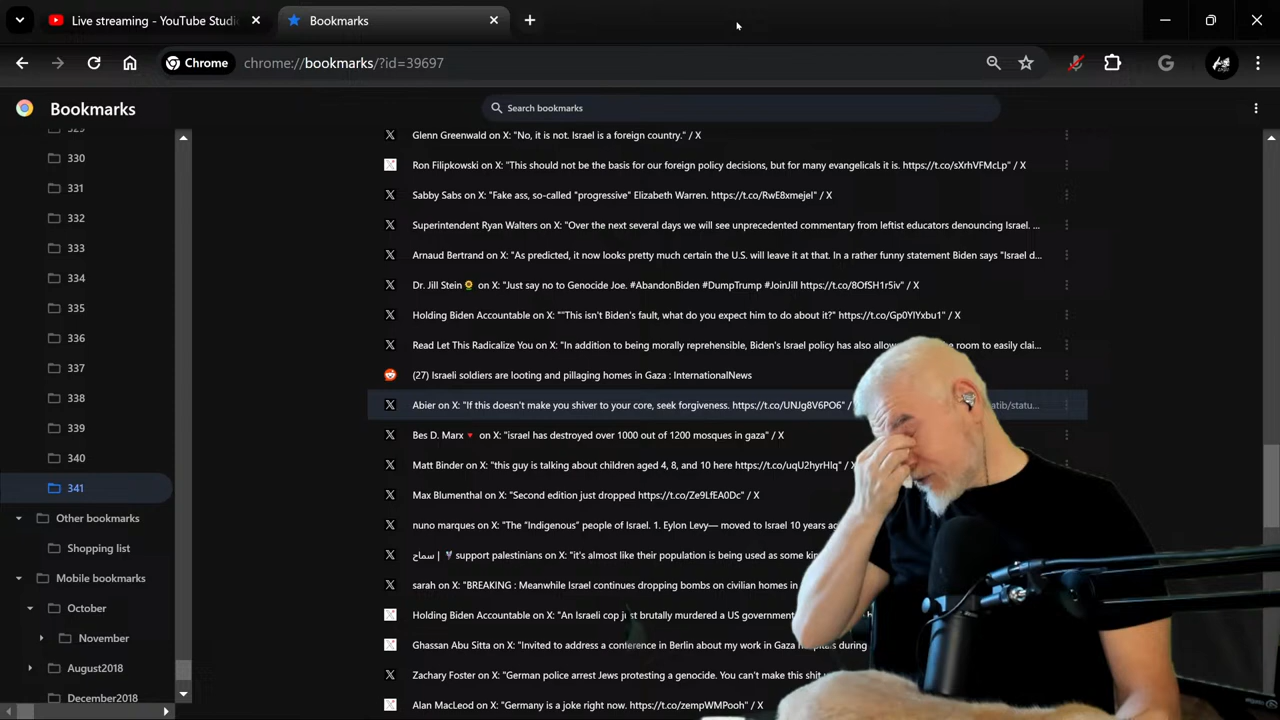 Live streaming - YouTube Studi
Bookmarks
Chrome
chrome://bookmarks/?id=39697
Bookmarks
Search bookmarks
329
330
331
332
333
334
335
336
337
338
339
340
341
Other bookmarks
Shopping list
Mobile bookmarks
October
November
August2018
December2018
Glenn Greenwald on X: "No, it is not. Israel is a foreign country." / X
Ron Filipkowski on X: "This should not be the basis for our foreign policy decisions, but for many evangelicals it is. https://t.co/sXrhVFMcLp" / X
Sabby Sabs on X: "Fake ass, so-called "progressive" Elizabeth Warren. https://t.co/RwE8xmejeI" / X
Superintendent Ryan Walters on X: "Over the next several days we will see unprecedented commentary from leftist educators denouncing Israel. ...
Arnaud Bertrand on X: "As predicted, it now looks pretty much certain the U.S. will leave it at that. In a rather funny statement Biden says "Israel d...
Dr. Jill Stein🌻 on X: "Just say no to Genocide Joe. #AbandonBiden #DumpTrump #JoinJill https://t.co/8OfSH1r5iv" / X
Holding Biden Accountable on X: ""This isn't Biden's fault, what do you expect him to do about it?" https://t.co/Gp0YlYxbu1" / X
Read Let This Radicalize You on X: "In addition to being morally reprehensible, Biden's Israel policy has also allow e room to easily clai...
(27) Israeli soldiers are looting and pillaging homes in Gaza : InternationalNews
Abier on X: "If this doesn't make you shiver to your core, seek forgiveness. https://t.co/UNJg8V6PO6" / atib/statu...
Bes D. Marx🔻 on X: "israel has destroyed over 1000 out of 1200 mosques in gaza" / X
Matt Binder on X: "this guy is talking about children aged 4, 8, and 10 here https://t.co/uqU2hyrHlq" / X
Max Blumenthal on X: "Second edition just dropped https://t.co/Ze9LfEA0Dc" / X
nuno marques on X: "The "Indigenous" people of Israel. 1. Eylon Levy— moved to Israel 10 years ag
سماح | support palestinians on X: "it's almost like their population is being used as some kin
sarah on X: "BREAKING : Meanwhile Israel continues dropping bombs on civilian homes in
Holding Biden Accountable on X: "An Israeli cop just brutally murdered a US government
Ghassan Abu Sitta on X: "Invited to address a conference in Berlin about my work in Gaza hospitals during
Zachary Foster on X: "German police arrest Jews protesting a genocide. You can't make this shit
Alan MacLeod on X: "Germany is a joke right now. https://t.co/zempWMPooh" / X